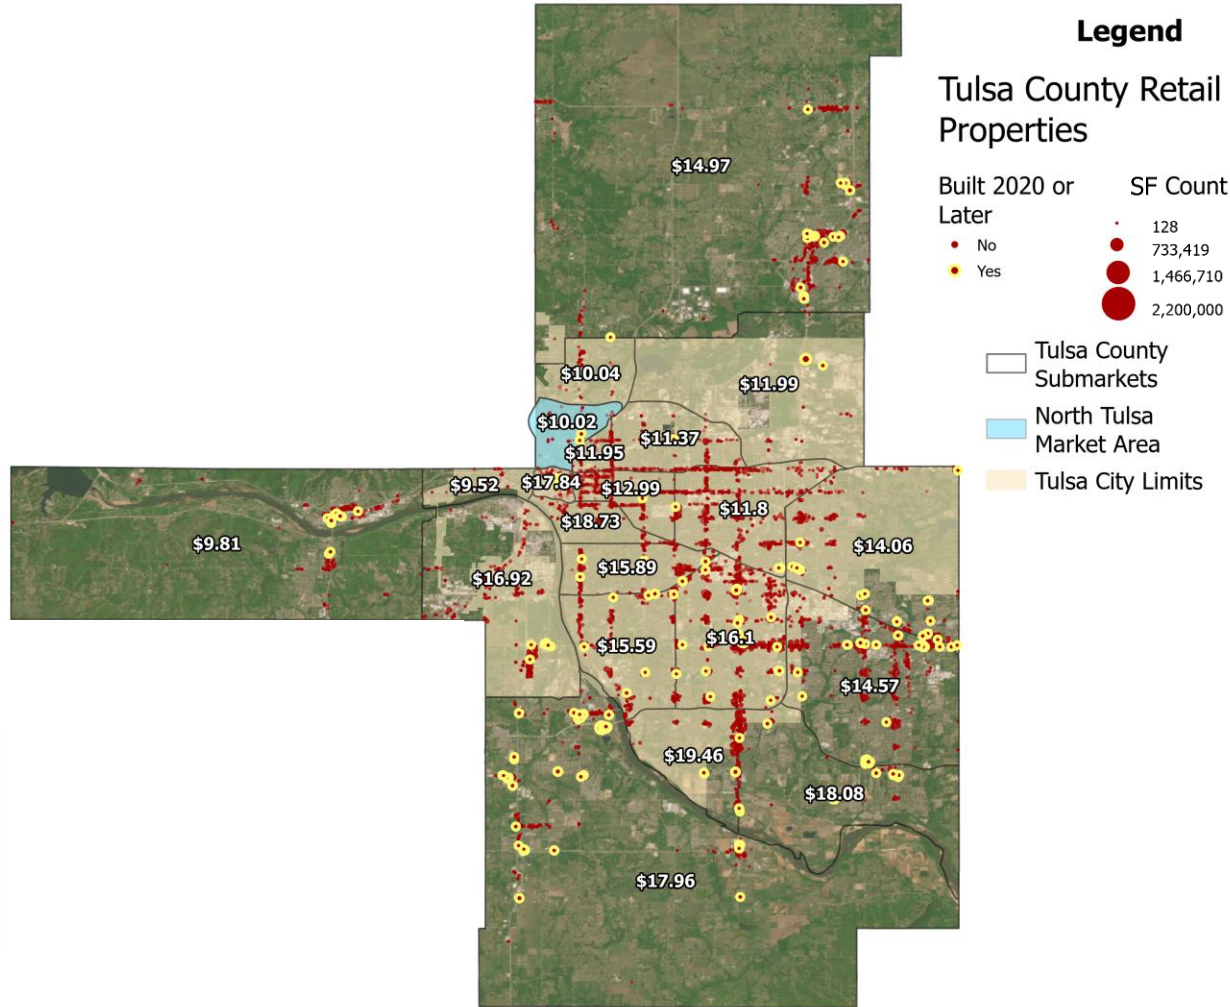 Legend
Tulsa County Retail
Properties
Built 2020 or
Later
No
Yes
SF Count
128
733,419
1,466,710
2,200,000
Tulsa County
Submarkets
North Tulsa
Market Area
Tulsa City Limits
$14.97
$10.04
$11.99
$10.02
$11.37
$11.95
$9.52
$17.84
$12.99
$11.8
$18.73
$9.81
$14.06
$15.89
$16.92
$15.59
$16.1
$14.57
$19.46
$18.08
$17.96